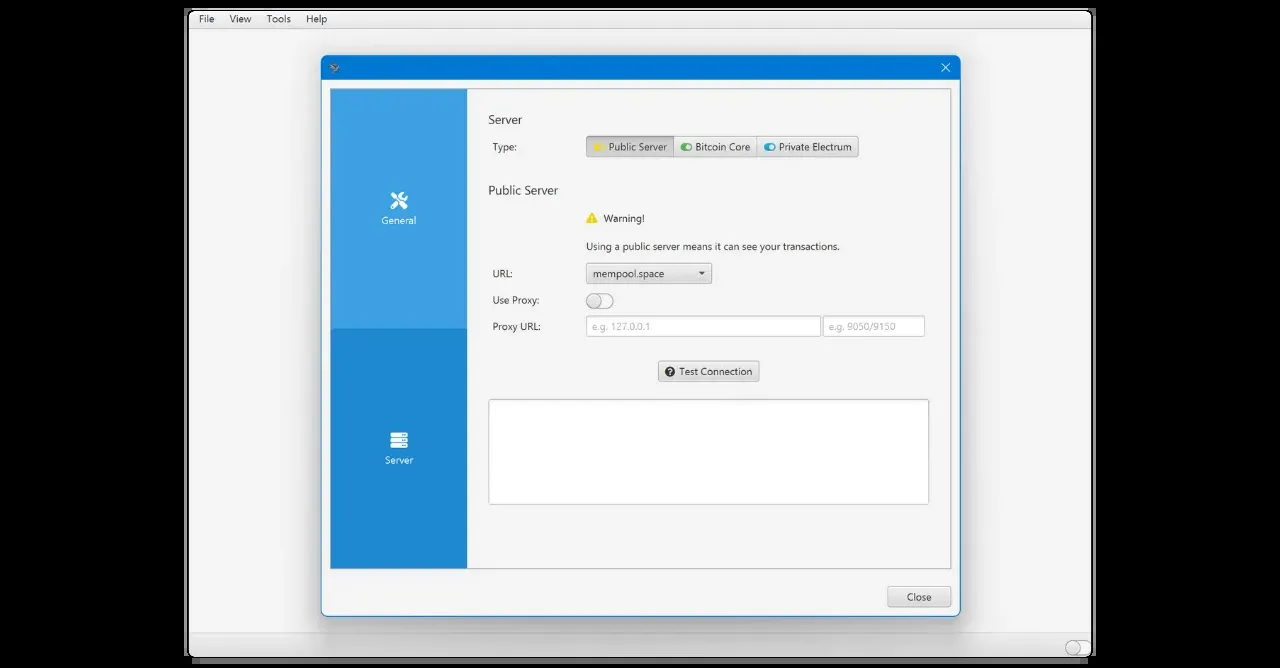 File View Tools Help
Server
Type: Public Server Bitcoin Core Private Electrum
Public Server
Warning!
Using a public server means it can see your transactions.
URL: mempool.space
Use Proxy:
Proxy URL: e.g. 127.0.0.1 e.g. 9050/9150
Test Connection
General
Server
Close